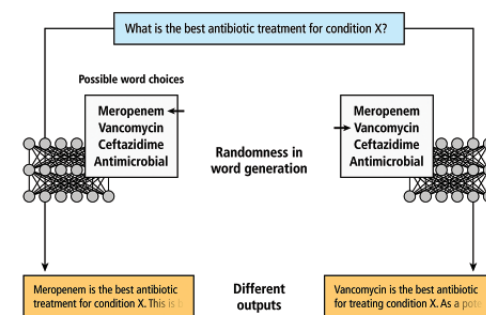 What is the best antibiotic treatment for condition X?
Possible word choices
Meropenem
Vancomycin
Ceftazidime
Antimicrobial
Randomness in
word generation
Meropenem
Vancomycin
Ceftazidime
Antimicrobial
Meropenem is the best antibiotic
treatment for condition X. This is
Different
outputs
Vancomycin is the best antibiotic
for treating condition X. As a pote